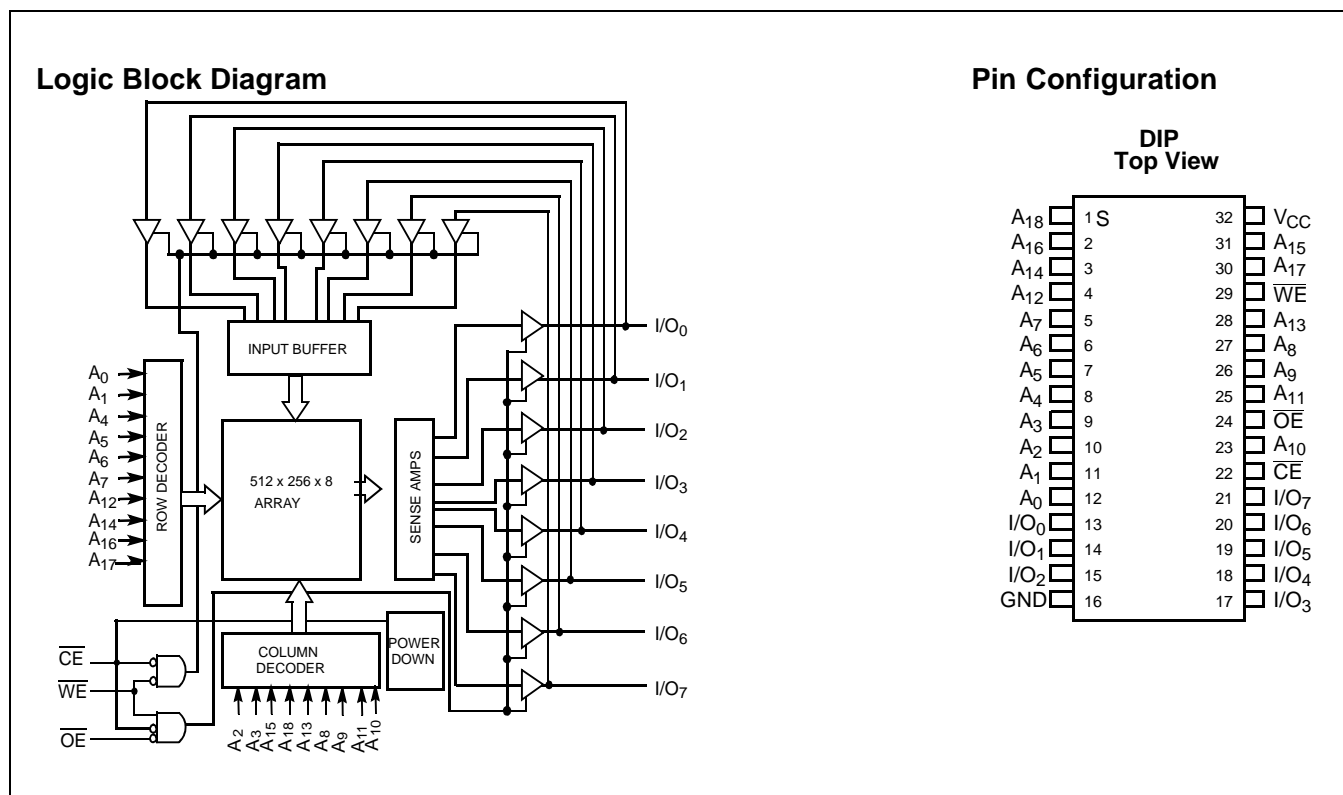 Logic Block Diagram
INPUT BUFFER
A0
A1
A4
A5
A6
A7
A12
A14
A16
A17
ROW DECODER
512 x 256 x 8
ARRAY
SENSE AMPS
I/O0
I/O1
I/O2
I/O3
I/O4
I/O5
I/O6
I/O7
COLUMN
DECODER
POWER
DOWN
CE
WE
OE
A2
A3
A15
A18
A13
A8
A9
A11
A10
Pin Configuration
DIP
Top View
A18 1 S 32 VCC
A16 2 31 A15
A14 3 30 A17
A12 4 29 WE
A7 5 28 A13
A6 6 27 A8
A5 7 26 A9
A4 8 25 A11
A3 9 24 OE
A2 10 23 A10
A1 11 22 CE
A0 12 21 I/O7
I/O0 13 20 I/O6
I/O1 14 19 I/O5
I/O2 15 18 I/O4
GND 16 17 I/O3